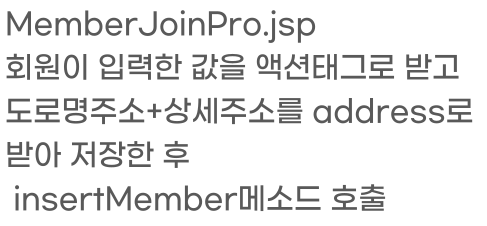 MemberJoinPro.jsp
회원이 입력한 값을 액션태그로 받고
도로명주소+상세주소를 address로
받아 저장한 후
insertMember메소드 호출